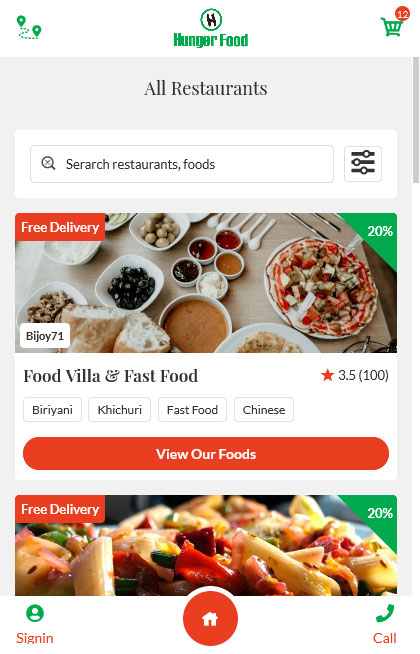 12
Hunger Food
All Restaurants
Serarch restaurants, foods
Free Delivery
20%
Bijoy71
Food Villa & Fast Food
3.5 (100)
Biriyani
Khichuri
Fast Food
Chinese
View Our Foods
Free Delivery
20%
Signin
Call